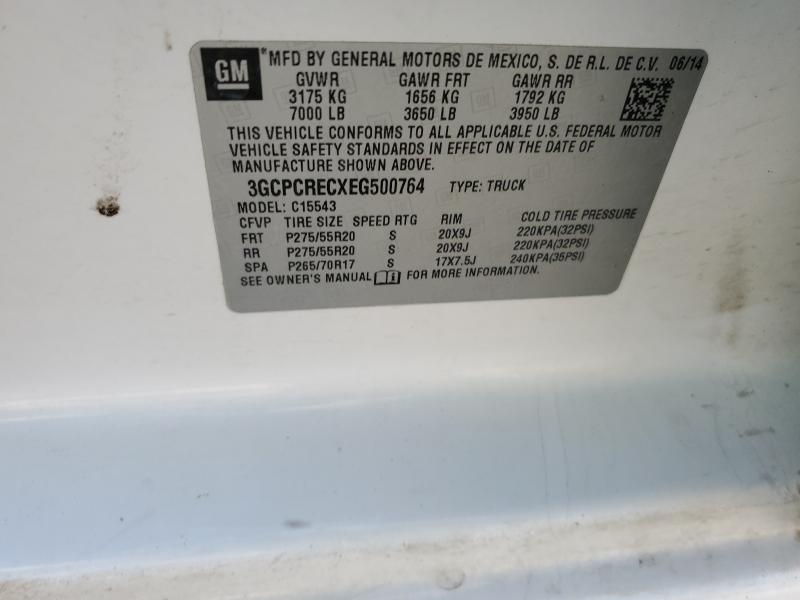 GM
*MFD BY GENERAL MOTORS DE MEXICO, S. DE R.L. DE C.V. 06/14
GVWR GAWR FRT GAWR RR
3175 KG 1656 KG 1792 KG
7000 LB 3650 LB 3950 LB
THIS VEHICLE CONFORMS TO ALL APPLICABLE U.S. FEDERAL MOTOR
VEHICLE SAFETY STANDARDS IN EFFECT ON THE DATE OF
MANUFACTURE SHOWN ABOVE.
3GCPCRECXEG500764 TYPE: TRUCK
MODEL: C15543
CFVP TIRE SIZE SPEED RTG RIM COLD TIRE PRESSURE
FRT P275/55R20 S 20X9J 220KPA(32PSI)
RR P275/55R20 S 20X9J 220KPA(32PSI)
SPA P265/70R17 S 17X7.5J 240KPA(35PSI)
SEE OWNER'S MANUAL FOR MORE INFORMATION.